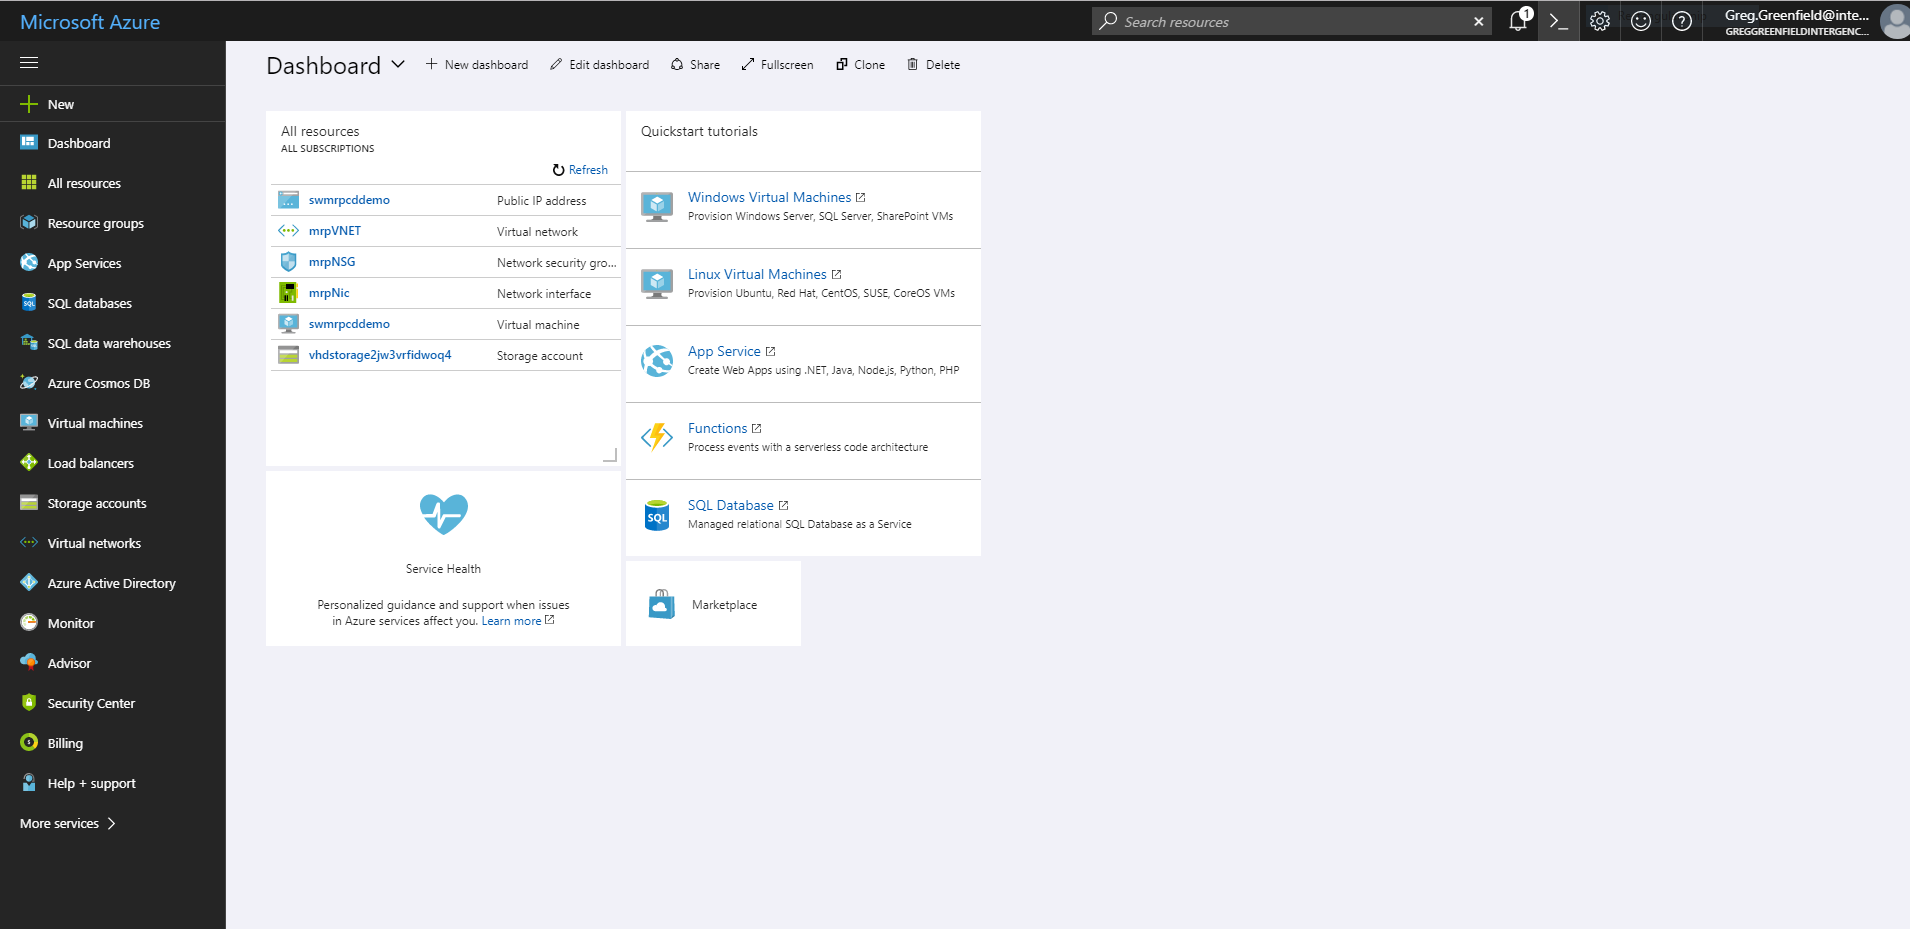 Microsoft Azure
Search resources
1
Greg.Greenfield@inte...
GREGGREENFIELDINTERGENC...
New
Dashboard
All resources
Resource groups
App Services
SQL databases
SQL data warehouses
Azure Cosmos DB
Virtual machines
Load balancers
Storage accounts
Virtual networks
Azure Active Directory
Monitor
Advisor
Security Center
Billing
Help + support
More services
Dashboard
New dashboard
Edit dashboard
Share
Fullscreen
Clone
Delete
All resources
ALL SUBSCRIPTIONS
Refresh
swmrpcddemo Public IP address
mrpVNET Virtual network
mrpNSG Network security gro...
mrpNic Network interface
swmrpcddemo Virtual machine
vhdstorage2jw3vrfidwoq4 Storage account
Service Health
Personalized guidance and support when issues
in Azure services affect you. Learn more
Quickstart tutorials
Windows Virtual Machines
Provision Windows Server, SQL Server, SharePoint VMs
Linux Virtual Machines
Provision Ubuntu, Red Hat, CentOS, SUSE, CoreOS VMs
App Service
Create Web Apps using .NET, Java, Node.js, Python, PHP
Functions
Process events with a serverless code architecture
SQL
SQL Database
Managed relational SQL Database as a Service
Marketplace